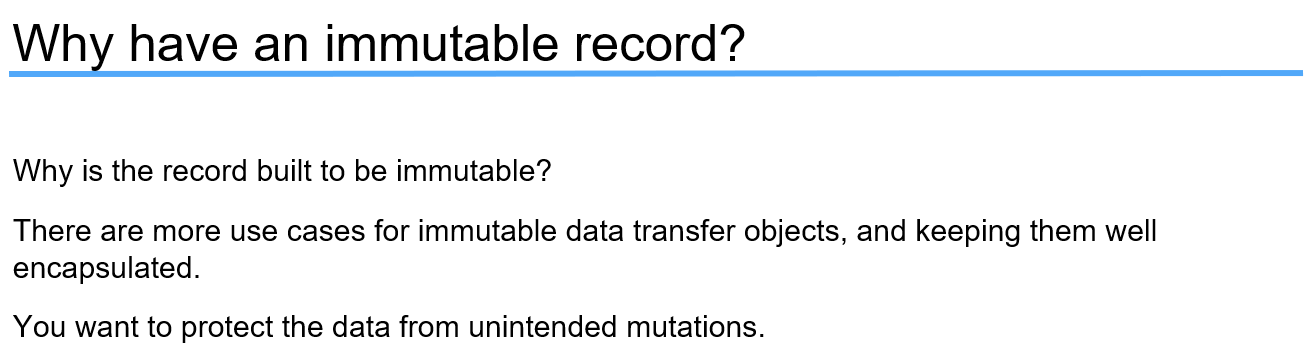 Why have an immutable record?
Why is the record built to be immutable?
There are more use cases for immutable data transfer objects, and keeping them well
encapsulated.
You want to protect the data from unintended mutations.